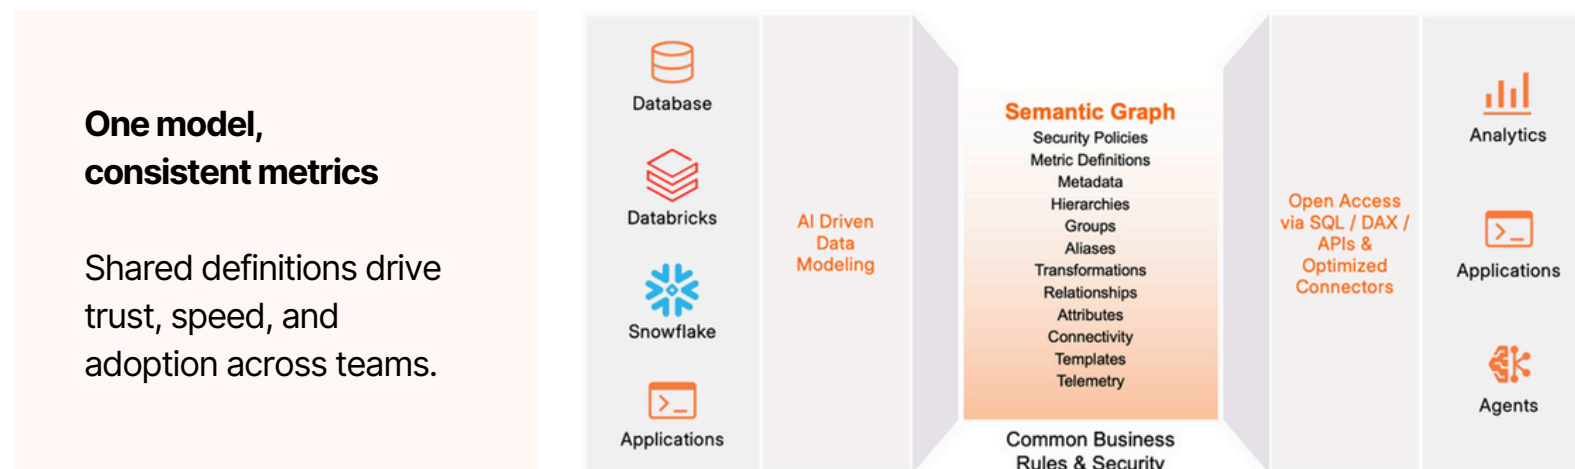 One model,
consistent metrics
Shared definitions drive
trust, speed, and
adoption across teams.
Database
Databricks
Snowflake
Applications
AI Driven
Data
Modeling
Semantic Graph
Security Policies
Metric Definitions
Metadata
Hierarchies
Groups
Aliases
Transformations
Relationships
Attributes
Connectivity
Templates
Telemetry
Common Business
Rules & Security
Open Access
via SQL / DAX /
APIs &
Optimized
Connectors
Analytics
Applications
Agents